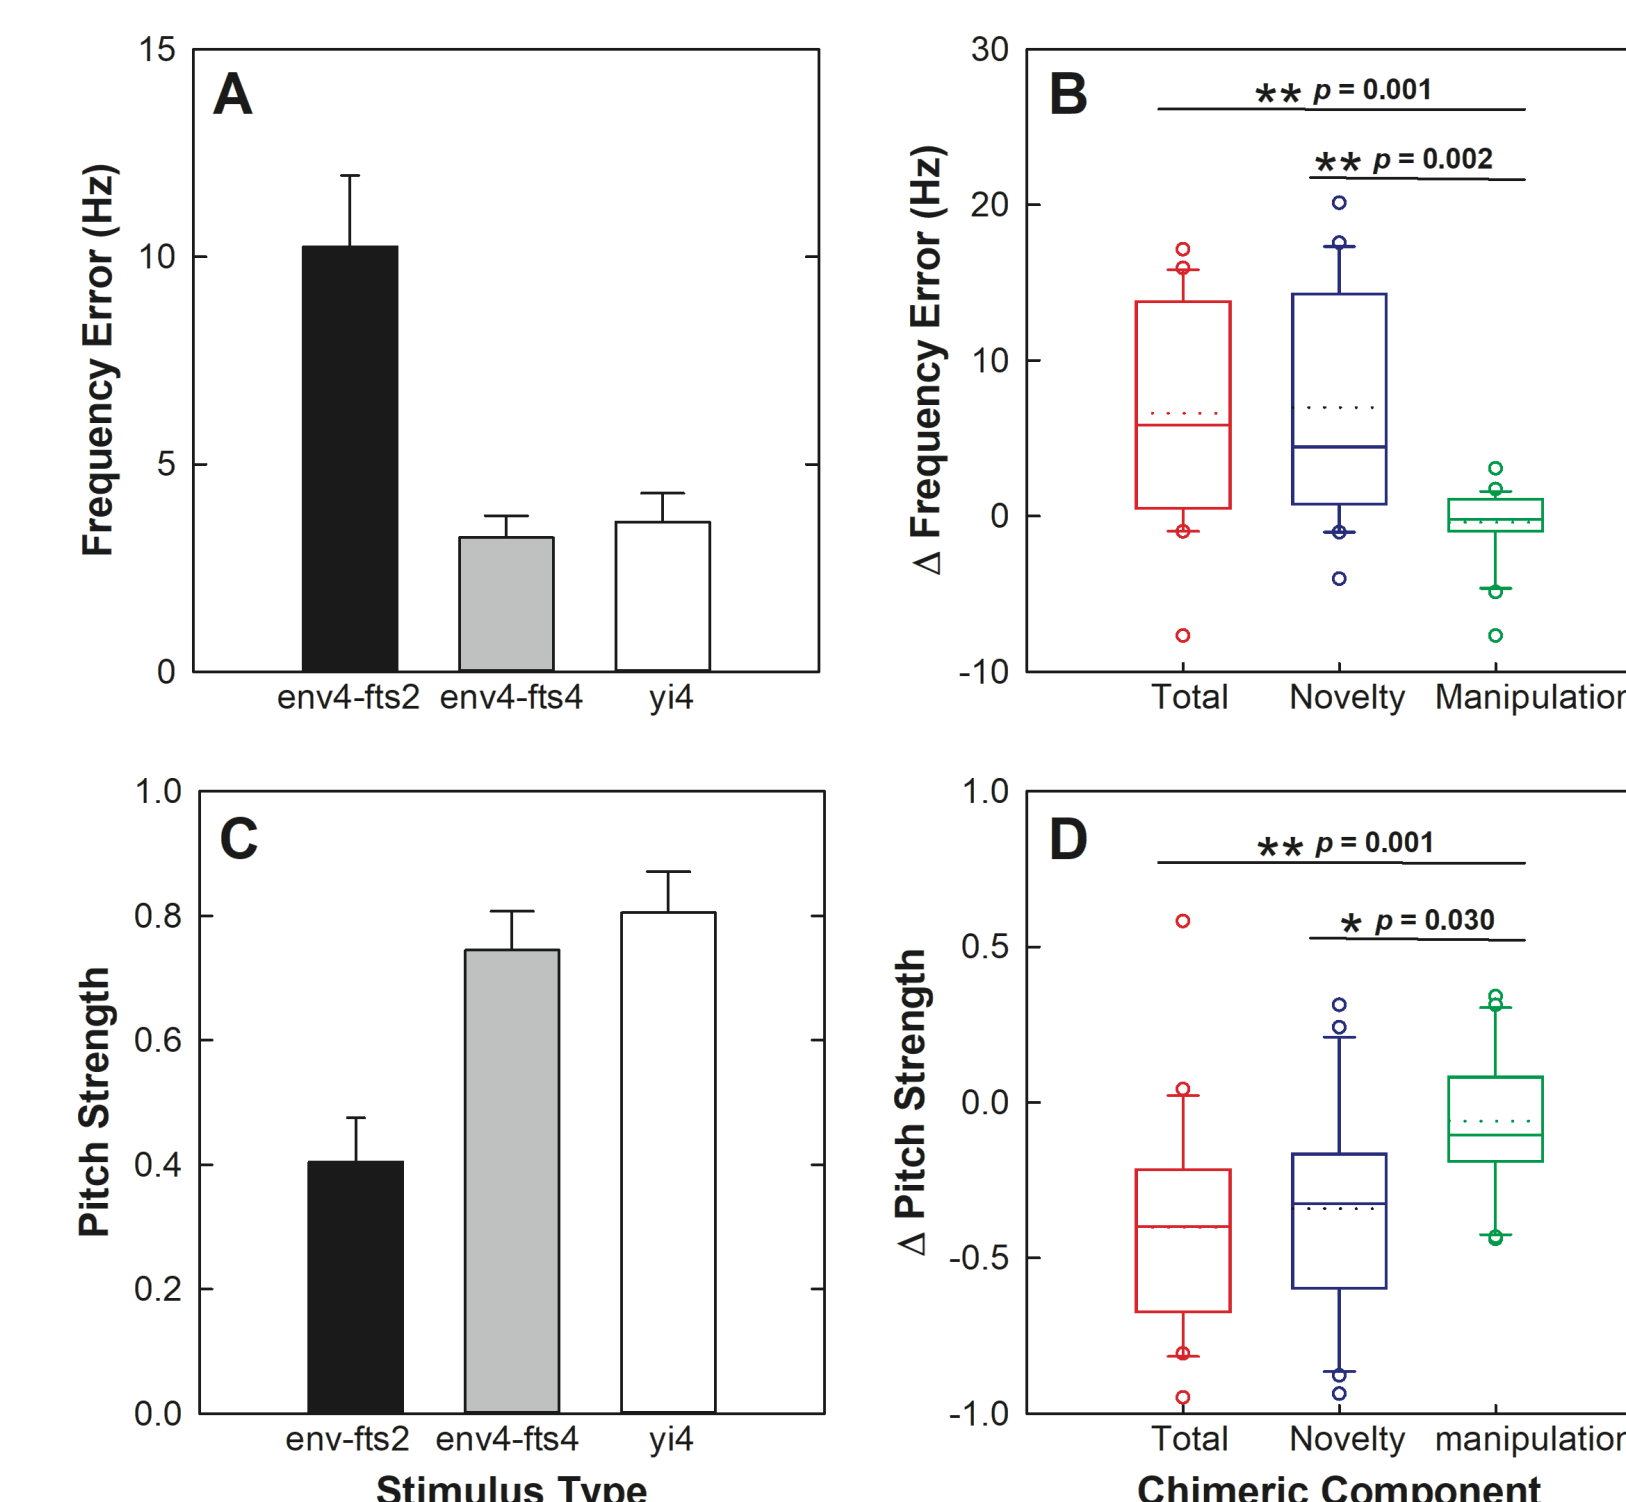 15
A
10
5
0
Frequency Error (Hz)
env4-fts2 env4-fts4 yi4
30
B
** p = 0.001
** p = 0.002
20
10
0
-10
Δ Frequency Error (Hz)
Total Novelty Manipulation
1.0
C
0.8
0.6
0.4
0.2
0.0
Pitch Strength
env-fts2 env4-fts4 yi4
Stimulus Type
1.0
D
** p = 0.001
* p = 0.030
0.5
0.0
-0.5
-1.0
Δ Pitch Strength
Total Novelty manipulation
Chimeric Component